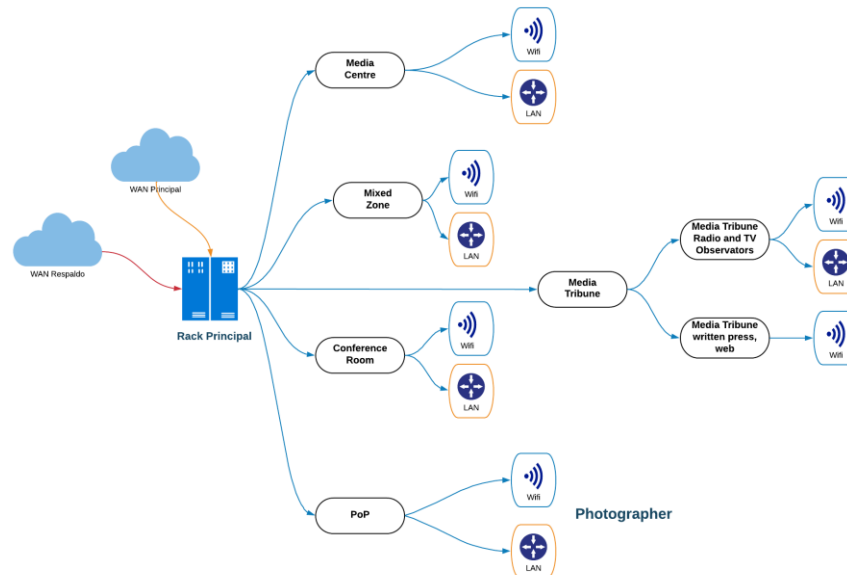 Wifi
Media
Centre
LAN
WAN Principal
Wifi
Mixed
Zone
LAN
Wifi
Media Tribune
Radio and TV
Observators
LAN
WAN Respaldo
Rack Principal
Media
Tribune
Wifi
Conference
Room
LAN
Media Tribune
written press,
web
Wifi
Wifi
PoP
Photographer
LAN